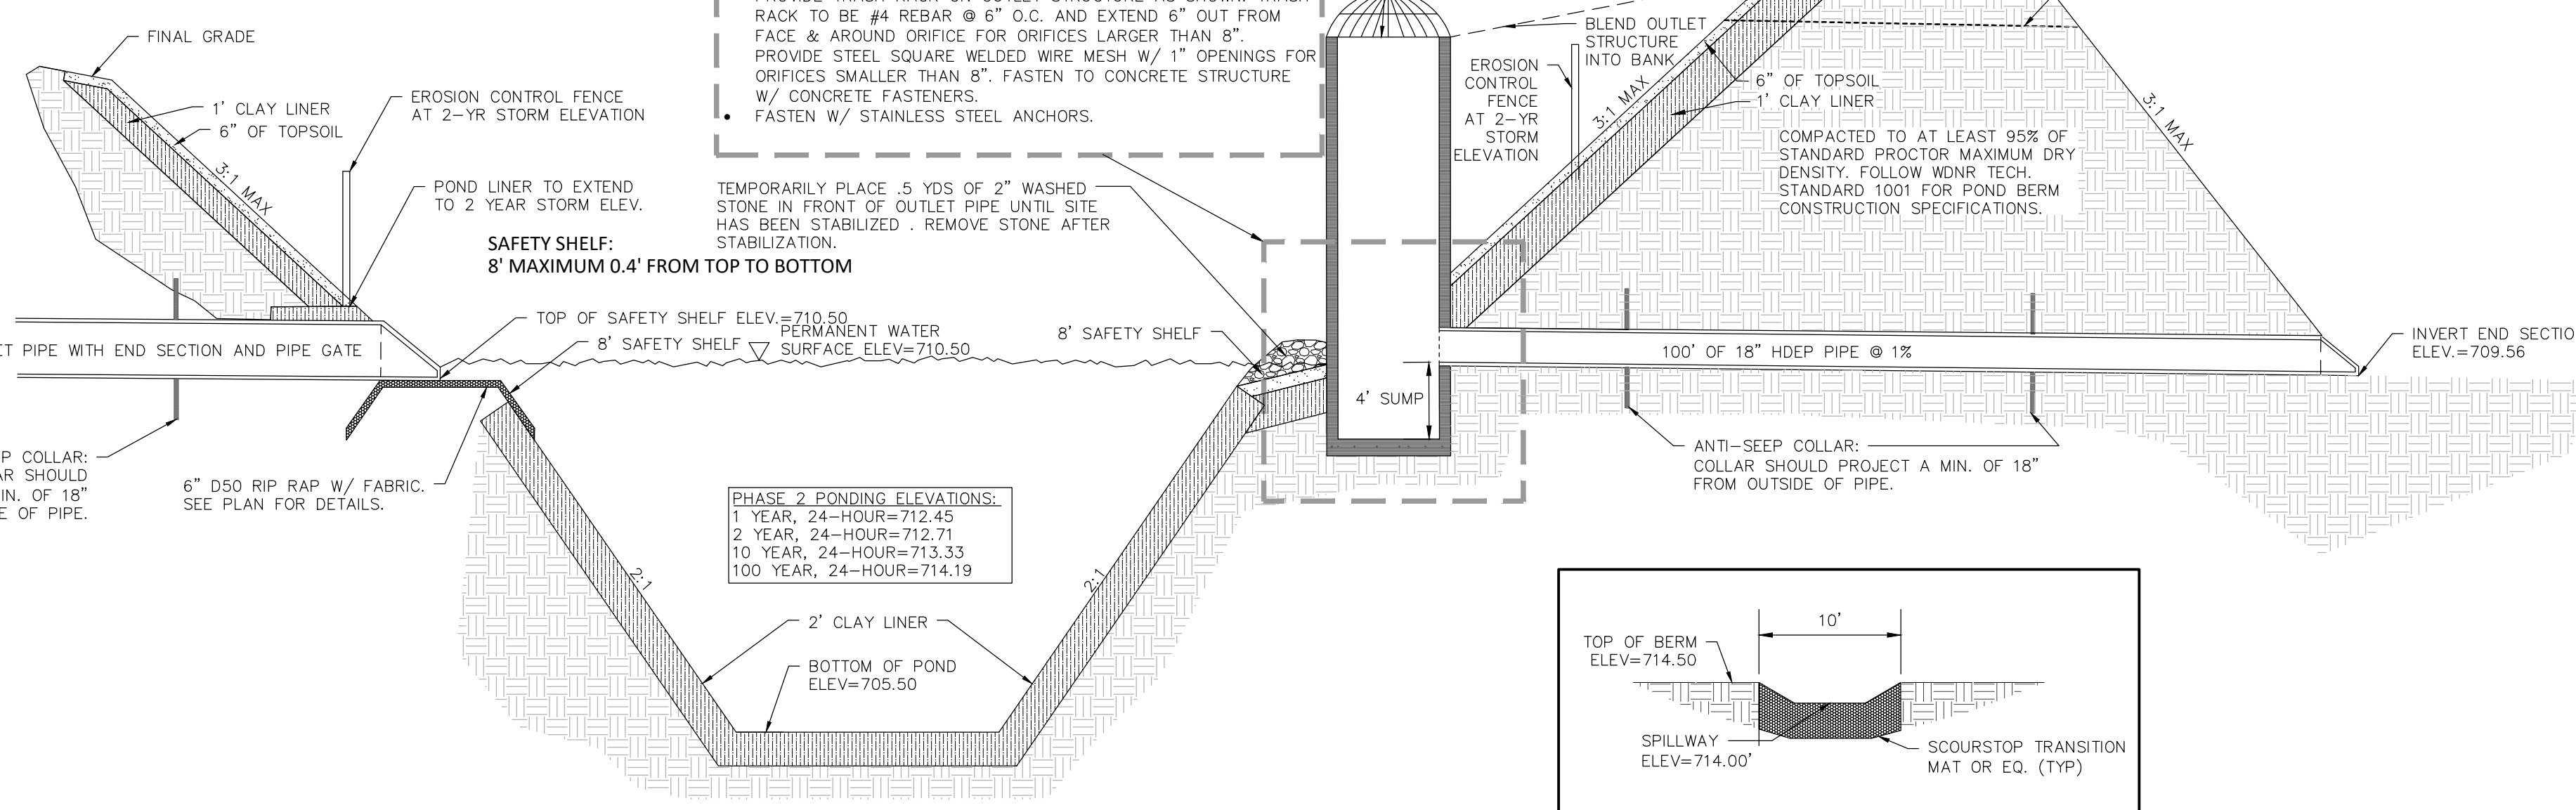 PROVIDE TRASH RACK ON OUTLET STRUCTURE AS SHOWN. TRASH
RACK TO BE #4 REBAR @ 6" O.C. AND EXTEND 6" OUT FROM
FACE & AROUND ORIFICE FOR ORIFICES LARGER THAN 8".
PROVIDE STEEL SQUARE WELDED WIRE MESH W/ 1" OPENINGS FOR
ORIFICES SMALLER THAN 8". FASTEN TO CONCRETE STRUCTURE
W/ CONCRETE FASTENERS.
• FASTEN W/ STAINLESS STEEL ANCHORS.
FINAL GRADE
1' CLAY LINER
6" OF TOPSOIL
3:1 MAX
EROSION CONTROL FENCE
AT 2-YR STORM ELEVATION
POND LINER TO EXTEND
TO 2 YEAR STORM ELEV.
SAFETY SHELF:
8' MAXIMUM 0.4' FROM TOP TO BOTTOM
TEMPORARILY PLACE .5 YDS OF 2" WASHED
STONE IN FRONT OF OUTLET PIPE UNTIL SITE
HAS BEEN STABILIZED . REMOVE STONE AFTER
STABILIZATION.
BLEND OUTLET
STRUCTURE
INTO BANK
EROSION
CONTROL
FENCE
AT 2-YR
STORM
ELEVATION
3:1 MAX
6" OF TOPSOIL
1' CLAY LINER
COMPACTED TO AT LEAST 95% OF
STANDARD PROCTOR MAXIMUM DRY
DENSITY. FOLLOW WDNR TECH.
STANDARD 1001 FOR POND BERM
CONSTRUCTION SPECIFICATIONS.
3:1 MAX
TOP OF SAFETY SHELF ELEV.=710.50
8' SAFETY SHELF
PERMANENT WATER
SURFACE ELEV=710.50
8' SAFETY SHELF
ET PIPE WITH END SECTION AND PIPE GATE
100' OF 18" HDEP PIPE @ 1%
INVERT END SECTIO
ELEV.=709.56
4' SUMP
P COLLAR:
AR SHOULD
IN. OF 18"
E OF PIPE.
6" D50 RIP RAP W/ FABRIC.
SEE PLAN FOR DETAILS.
ANTI-SEEP COLLAR:
COLLAR SHOULD PROJECT A MIN. OF 18"
FROM OUTSIDE OF PIPE.
PHASE 2 PONDING ELEVATIONS:
1 YEAR, 24-HOUR=712.45
2 YEAR, 24-HOUR=712.71
10 YEAR, 24-HOUR=713.33
100 YEAR, 24-HOUR=714.19
2:1
2:1
2' CLAY LINER
BOTTOM OF POND
ELEV=705.50
10'
TOP OF BERM
ELEV=714.50
SPILLWAY
ELEV=714.00'
SCOURSTOP TRANSITION
MAT OR EQ. (TYP)